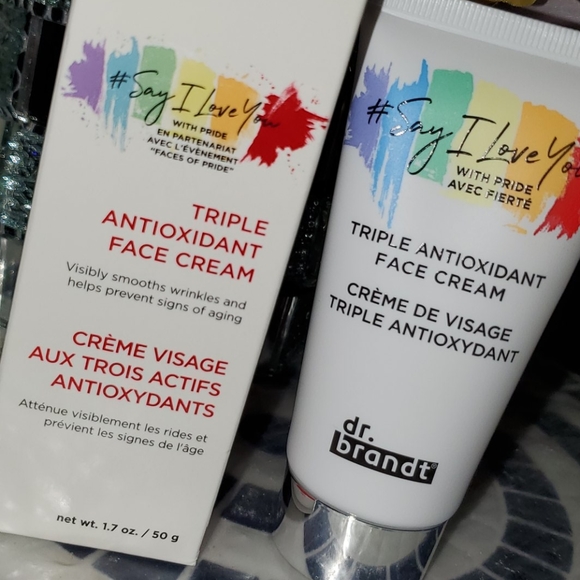 #Say I Love You
WITH PRIDE
EN PARTENARIAT
AVEC L'ÉVÈNEMENT
"FACES OF PRIDE"
TRIPLE
ANTIOXIDANT
FACE CREAM
Visibly smooths wrinkles and
helps prevent signs of aging
CRÈME VISAGE
AUX TROIS ACTIFS
ANTIOXYDANTS
Atténue visiblement les rides et
prévient les signes de l'âge
net wt. 1.7 oz. / 50 g
#Say I Love You
WITH PRIDE
AVEC FIERTÉ
TRIPLE ANTIOXIDANT
FACE CREAM
CRÈME DE VISAGE
TRIPLE ANTIOXYDANT
dr.
brandt®